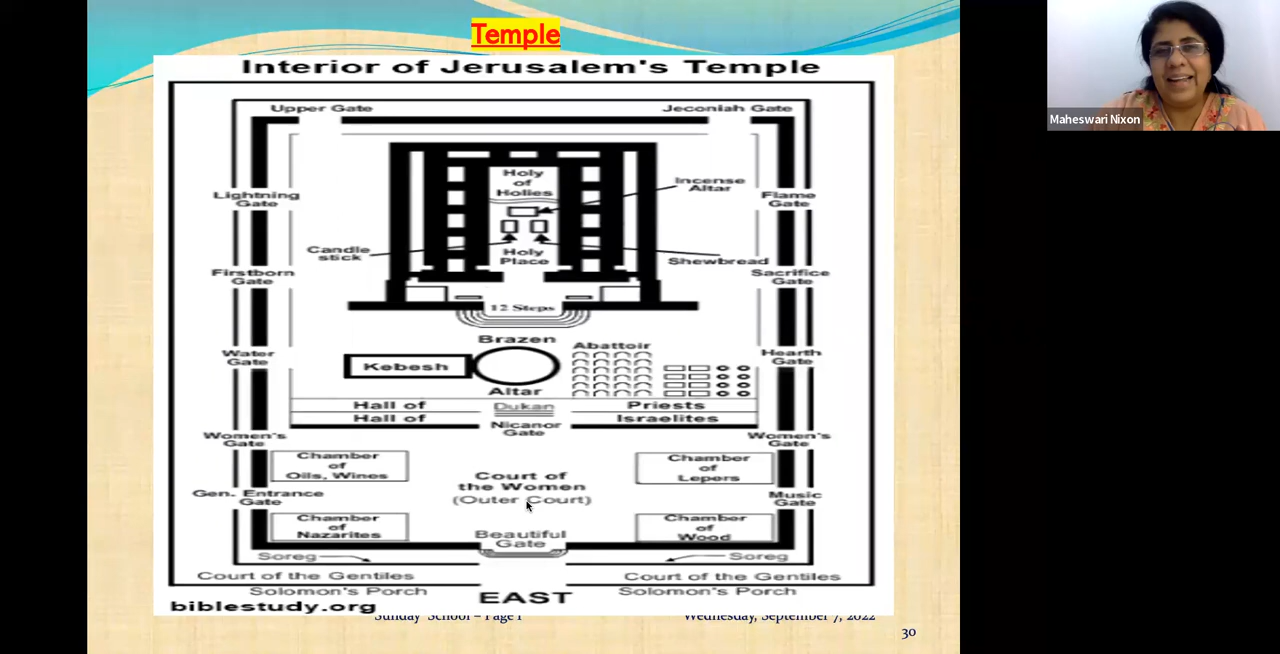 Temple
Maheswari Nixon
Interior of Jerusalem's Temple
Upper Gate
Jeconiah Gate
Holy
of
Holies
Incense
Altar
Lightning
Gate
Flame
Gate
Candle
stick
Holy
Place
Shewbread
Firstborn
Gate
Sacrifice
Gate
12 Steps
Brazen
Altar
Abattoir
Kebesh
Water
Gate
Hearth
Gate
Hall of
Dukan
Priests
Hall of
Israelites
Nicanor
Gate
Women's
Gate
Women's
Gate
Chamber
of
Oils, Wines
Court of
the Women
(Outer Court)
Chamber
of
Lepers
Gen. Entrance
Gate
Music
Gate
Chamber
of
Nazarites
Beautiful
Gate
Chamber
of
Wood
Soreg
Soreg
Court of the Gentiles
Court of the Gentiles
Solomon's Porch
EAST
Solomon's Porch
biblestudy.org
Sunday School – Page 1
Wednesday, September 7, 2022
30